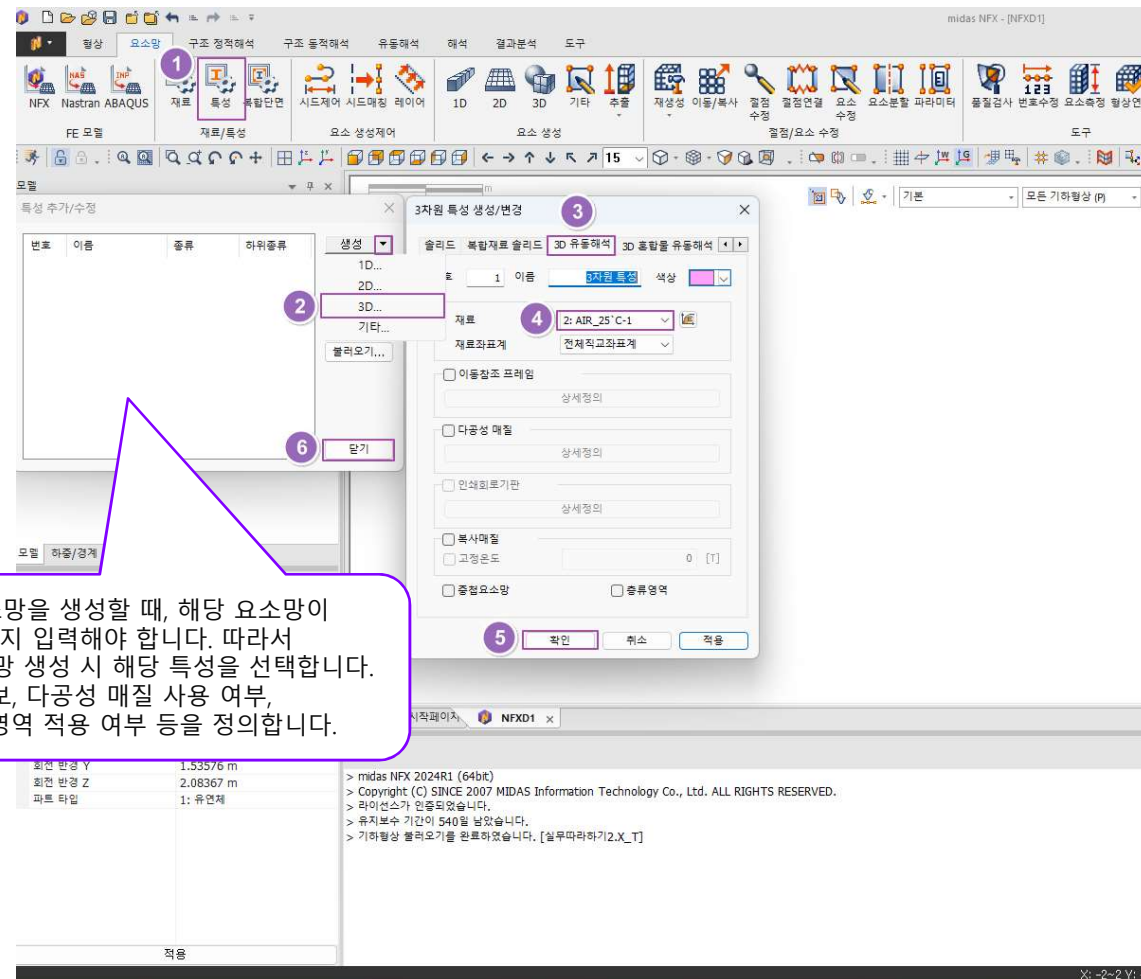 midas NFX - [NFXD1]
형상 요소망 구조 정적해석 구조 동적해석 유동해석 해석 결과분석 도구
1
NAS INP
NFX Nastran ABAQUS 재료 특성 복합단면 시드제어 시드매칭 레이어 1D 2D 3D 기타 추출 재생성 이동/복사 절점 수정 절점연결 요소 수정 요소분할 파라미터 품질검사 번호수정 요소측정
FE 모델 재료/특성 요소 생성제어 요소 생성 절점/요소 수정 도구
15
모델
m
기본 모든 기하형상 (P)
특성 추가/수정
번호 이름 종류 하위종류
생성
1D...
2D...
2
3D...
기타...
불러오기...
6
닫기
3차원 특성 생성/변경
3
솔리드 복합재료 솔리드 3D 유동해석 3D 혼합물 유동해석
1 이름 3차원 특성 색상
재료
4
2: AIR_25`C-1
재료좌표계 전체직교좌표계
이동참조 프레임
상세정의
다공성 매질
상세정의
인쇄회로기판
상세정의
복사매질
고정온도 0 [T]
중첩요소망 층류영역
5
확인 취소 적용
모델 하중/경계
망을 생성할 때, 해당 요소망이
지 입력해야 합니다. 따라서
망 생성 시 해당 특성을 선택합니다.
보, 다공성 매질 사용 여부,
영역 적용 여부 등을 정의합니다.
시작페이지 NFXD1
회전 반경 Y 1.53576 m
회전 반경 Z 2.08367 m
파트 타입 1: 유연체
> midas NFX 2024R1 (64bit)
> Copyright (C) SINCE 2007 MIDAS Information Technology Co., Ltd. ALL RIGHTS RESERVED.
> 라이선스가 인증되었습니다.
> 유지보수 기간이 540일 남았습니다.
> 기하형상 불러오기를 완료하였습니다. [실무따라하기2.X_T]
적용
X: -2~2 Y: